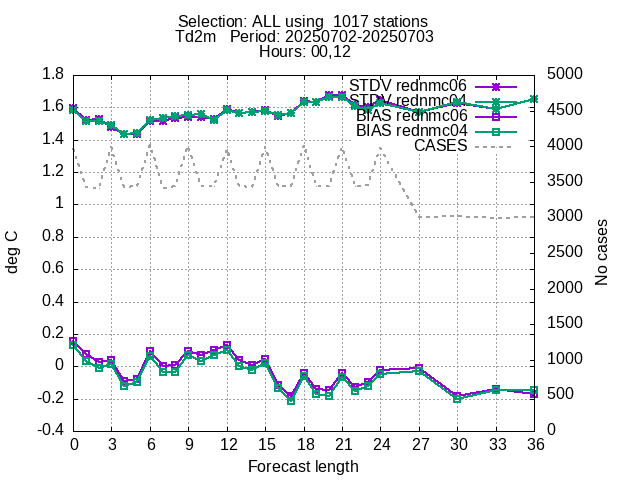 Selection: ALL using  1017 stations
Td2m   Period: 20250702-20250703
Hours: 00,12
STDV rednmc06
STDV rednmc04
BIAS rednmc06
BIAS rednmc04
CASES
1.8
1.6
1.4
1.2
1
0.8
0.6
0.4
0.2
0
-0.2
-0.4
deg C
5000
4500
4000
3500
3000
2500
2000
1500
1000
500
0
No cases
0 3 6 9 12 15 18 21 24 27 30 33 36
Forecast length